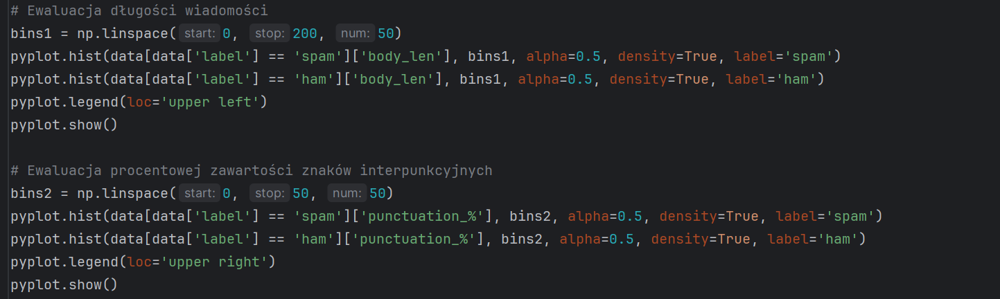 # Ewaluacja długości wiadomości
bins1 = np.linspace( start: 0, stop: 200, num: 50)
pyplot.hist(data[data['label'] == 'spam']['body_len'], bins1, alpha=0.5, density=True, label='spam')
pyplot.hist(data[data['label'] == 'ham']['body_len'], bins1, alpha=0.5, density=True, label='ham')
pyplot.legend(loc='upper left')
pyplot.show()
# Ewaluacja procentowej zawartości znaków interpunkcyjnych
bins2 = np.linspace( start: 0, stop: 50, num: 50)
pyplot.hist(data[data['label'] == 'spam']['punctuation_%'], bins2, alpha=0.5, density=True, label='spam')
pyplot.hist(data[data['label'] == 'ham']['punctuation_%'], bins2, alpha=0.5, density=True, label='ham')
pyplot.legend(loc='upper right')
pyplot.show()